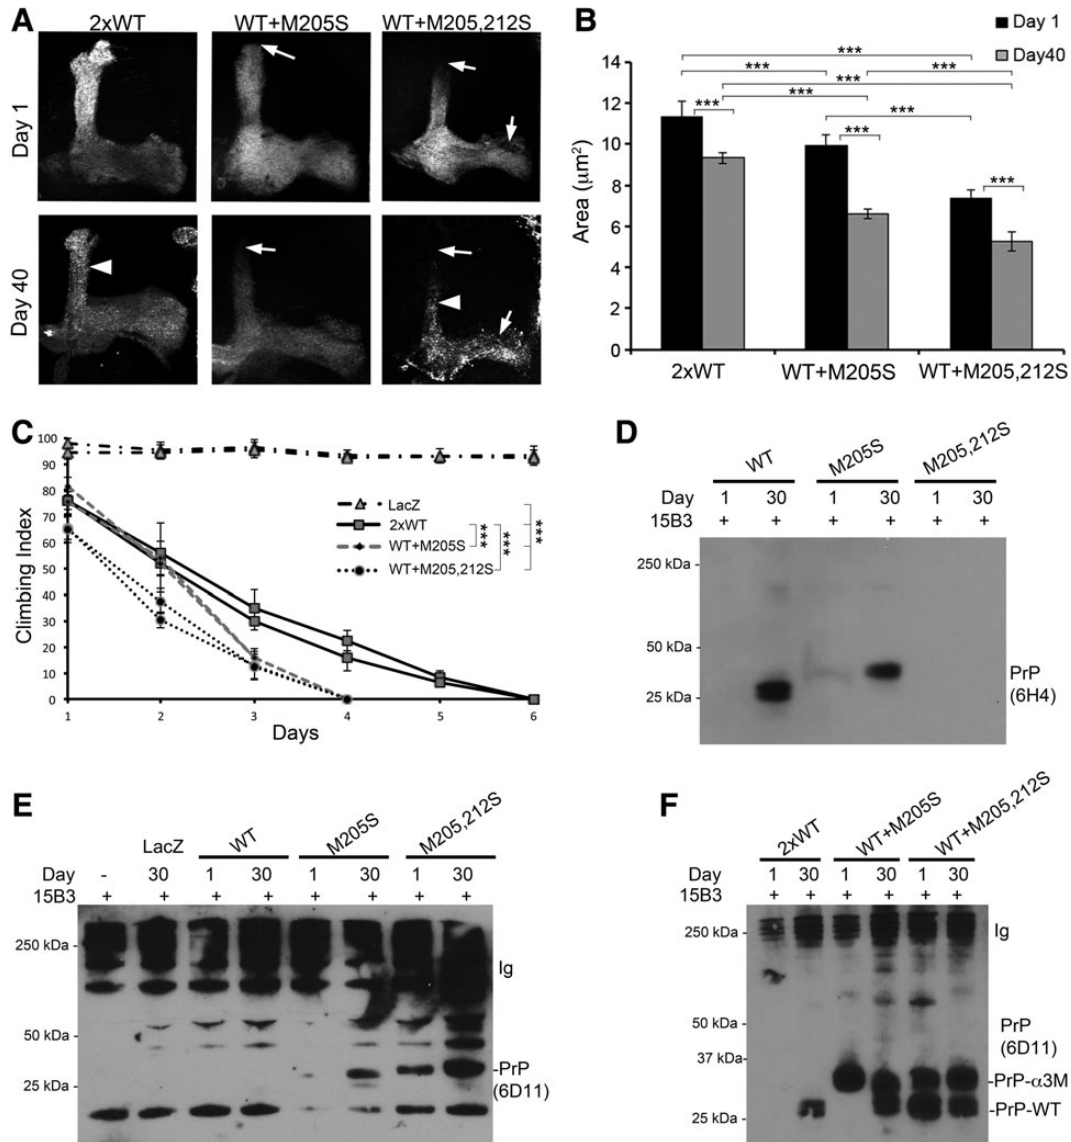 A
2xWT WT+M205S WT+M205,212S
Day 1
Day 40
B
Day 1
Day40
Area (μm²)
14
12
10
8
6
4
2
0
*** *** *** *** *** *** *** *** ***
2xWT WT+M205S WT+M205,212S
C
Climbing Index
100
90
80
70
60
50
40
30
20
10
0
LacZ
2xWT
WT+M205S
WT+M205,212S
*** *** ***
1 2 3 4 5 6
Days
D
WT M205S M205,212S
Day 1 30 1 30 1 30
15B3 + + + + + +
250 kDa -
50 kDa -
25 kDa -
PrP
(6H4)
E
LacZ WT M205S M205,212S
Day - 30 1 30 1 30 1 30
15B3 + + + + + + + +
250 kDa -
50 kDa -
25 kDa -
Ig
-PrP
(6D11)
F
2xWT WT+M205S WT+M205,212S
Day 1 30 1 30 1 30
15B3 + + + + + +
250 kDa -
50 kDa -
37 kDa -
25 kDa -
Ig
PrP
(6D11)
-PrP-α3M
-PrP-WT